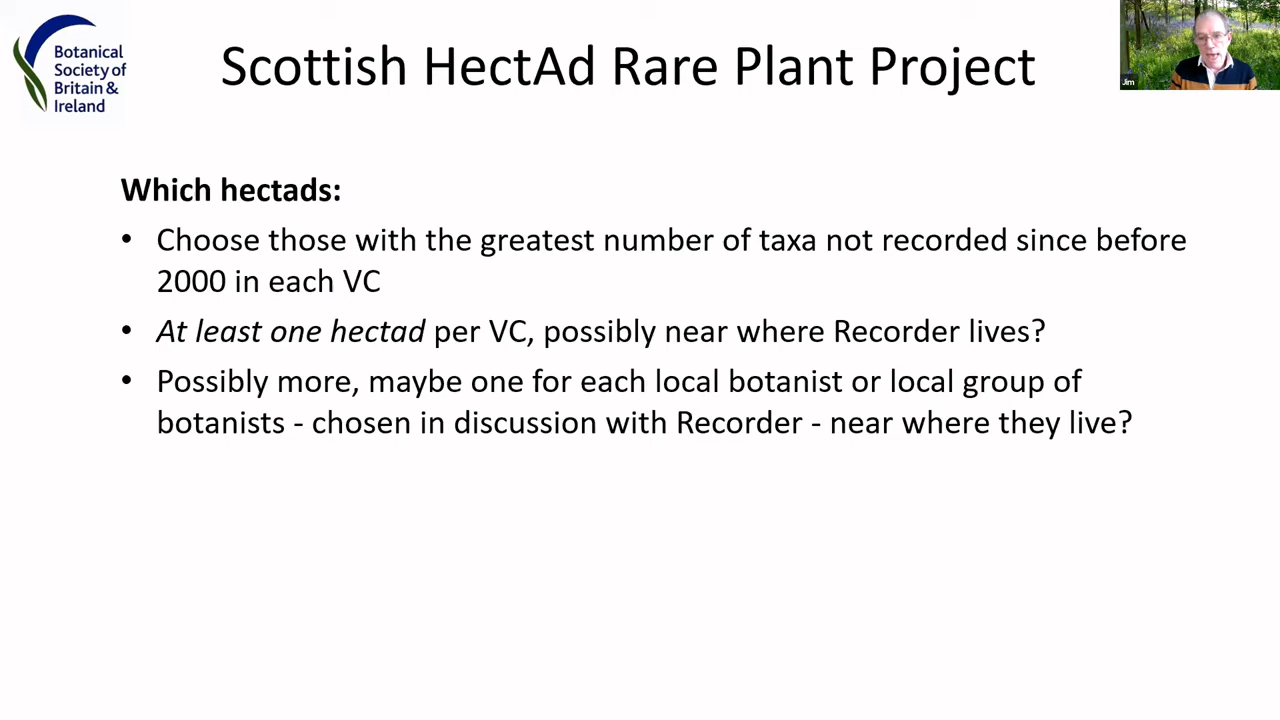 Botanical
Society of
Britain &
Ireland
Scottish HectAd Rare Plant Project
Jim
Which hectads:
• Choose those with the greatest number of taxa not recorded since before
2000 in each VC
• At least one hectad per VC, possibly near where Recorder lives?
• Possibly more, maybe one for each local botanist or local group of
botanists - chosen in discussion with Recorder - near where they live?